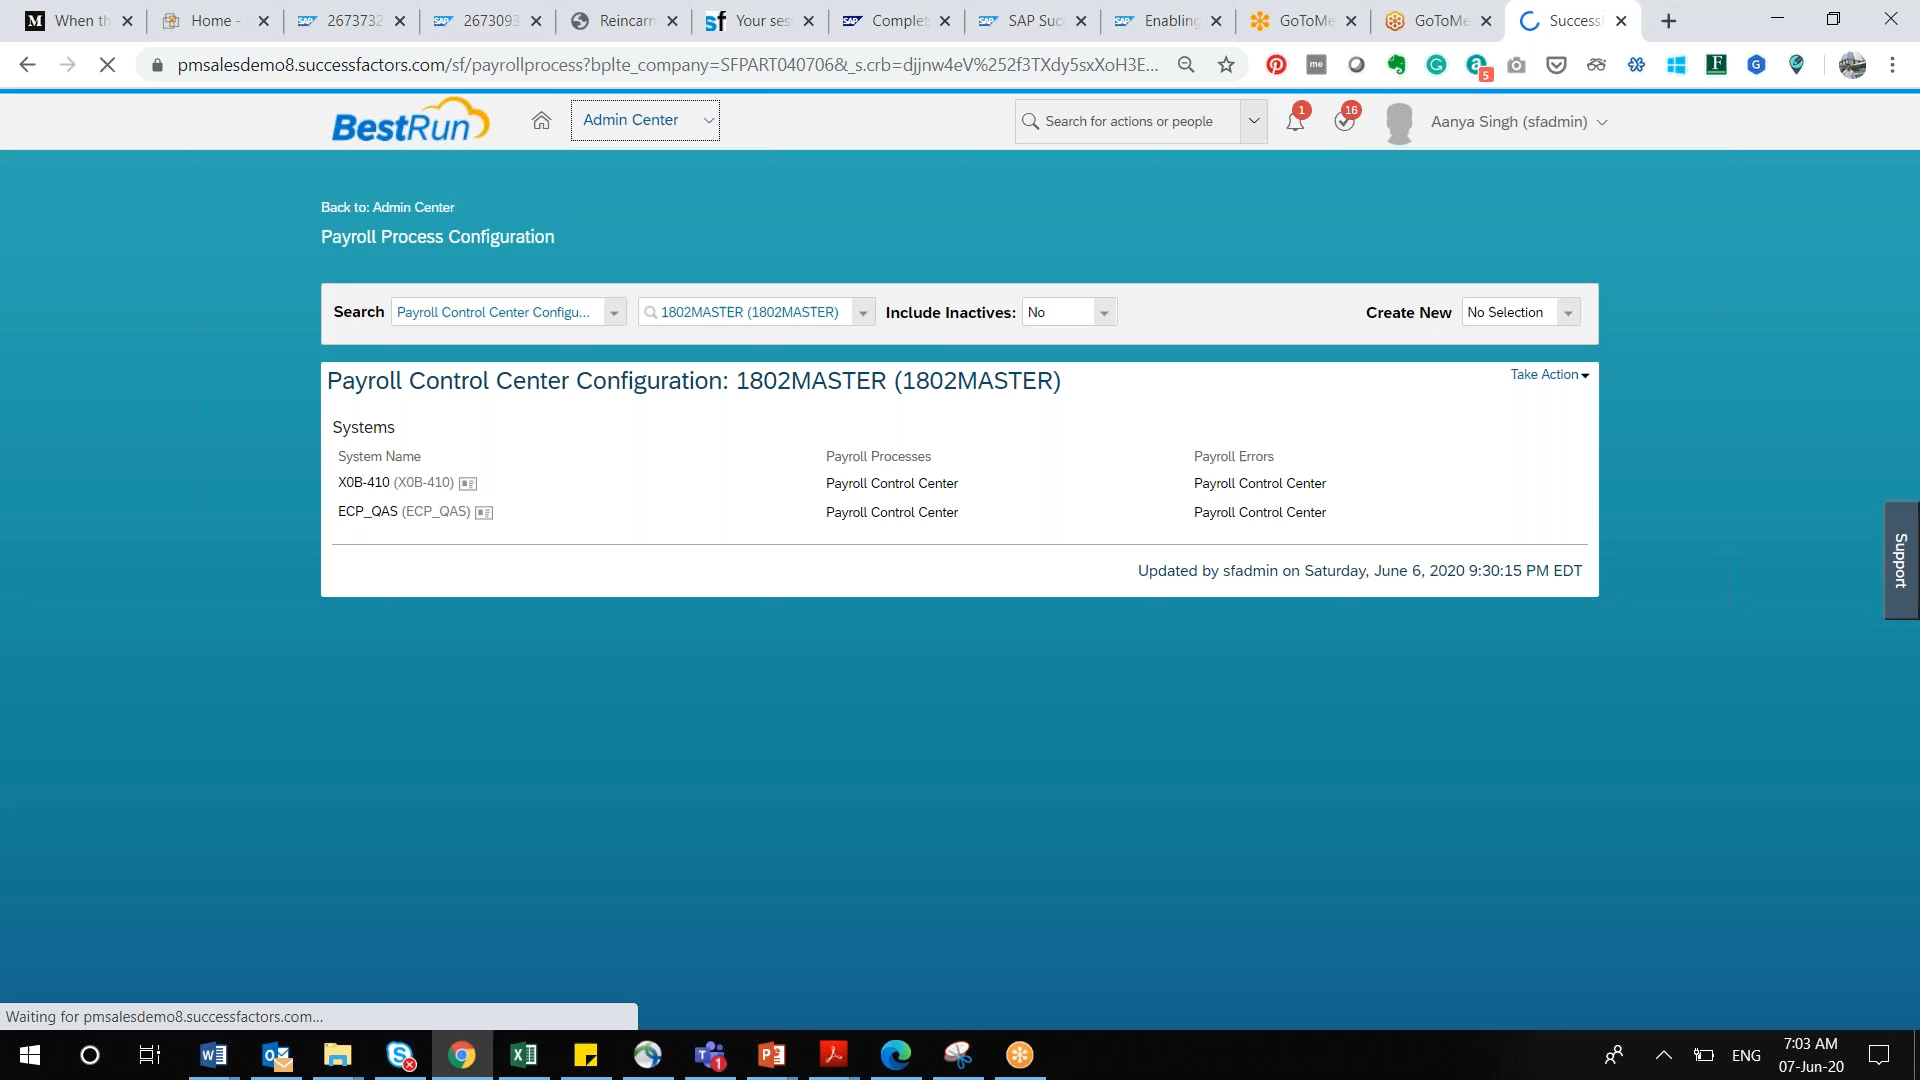 When th
Home -
2673732
2673093
Reincarn
Your ses
Complet
SAP Suc
Enabling
GoToMe
GoToMe
Successf
pmsalesdemo8.successfactors.com/sf/payrollprocess?bplte_company=SFPART040706&_s.crb=djjnw4eV%252f3TXdy5sxXoH3E...
BestRun
Admin Center
Search for actions or people
1
16
Aanya Singh (sfadmin)
Back to: Admin Center
Payroll Process Configuration
Search
Payroll Control Center Configu...
1802MASTER (1802MASTER)
Include Inactives:
No
Create New
No Selection
Payroll Control Center Configuration: 1802MASTER (1802MASTER)
Take Action
Systems
System Name
Payroll Processes
Payroll Errors
X0B-410 (X0B-410)
Payroll Control Center
Payroll Control Center
ECP_QAS (ECP_QAS)
Payroll Control Center
Payroll Control Center
Updated by sfadmin on Saturday, June 6, 2020 9:30:15 PM EDT
Support
Waiting for pmsalesdemo8.successfactors.com...
ENG
7:03 AM
07-Jun-20